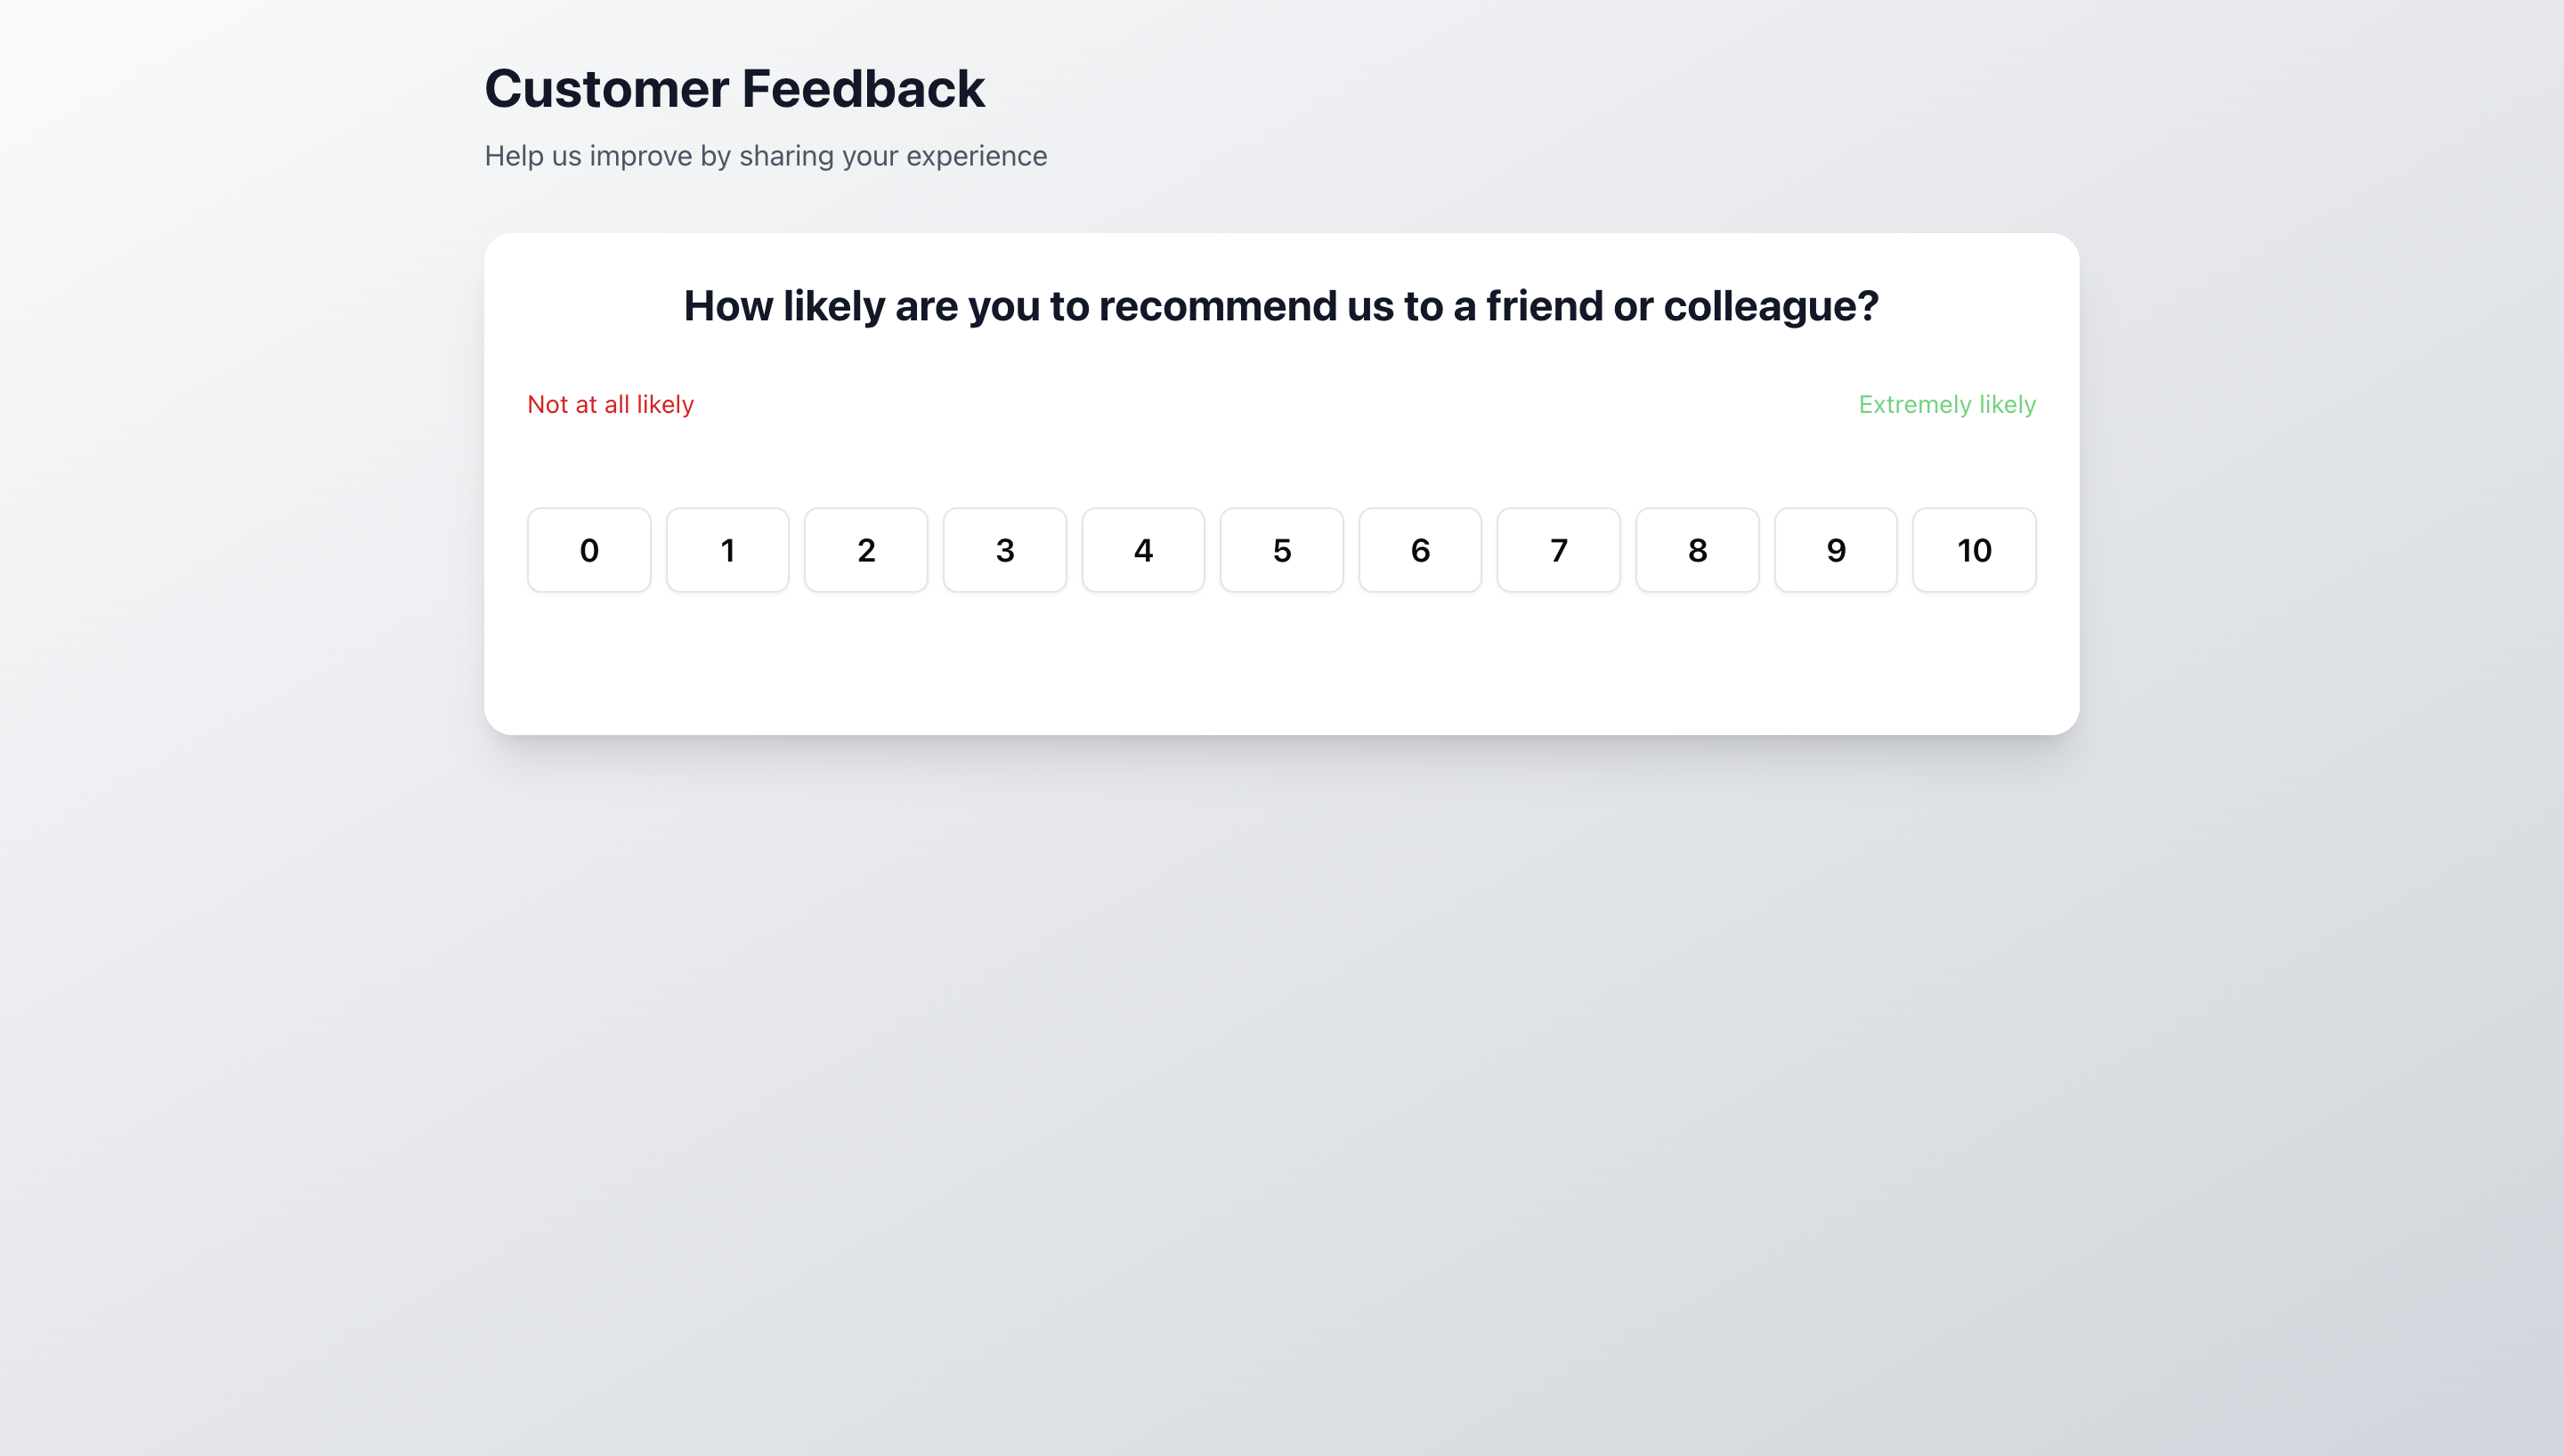 Customer Feedback
Help us improve by sharing your experience
How likely are you to recommend us to a friend or colleague?
Not at all likely Extremely likely
0 1 2 3 4 5 6 7 8 9 10